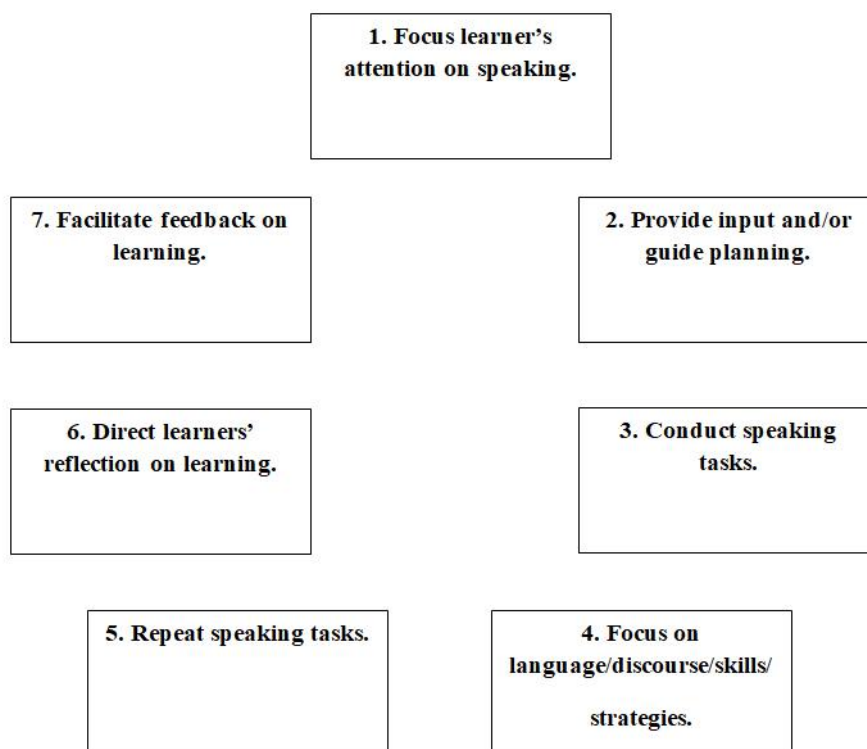 1. Focus learner’s
attention on speaking.
7. Facilitate feedback on
learning.
2. Provide input and/or
guide planning.
6. Direct learners’
reflection on learning.
3. Conduct speaking
tasks.
5. Repeat speaking tasks.
4. Focus on
language/discourse/skills/
strategies.